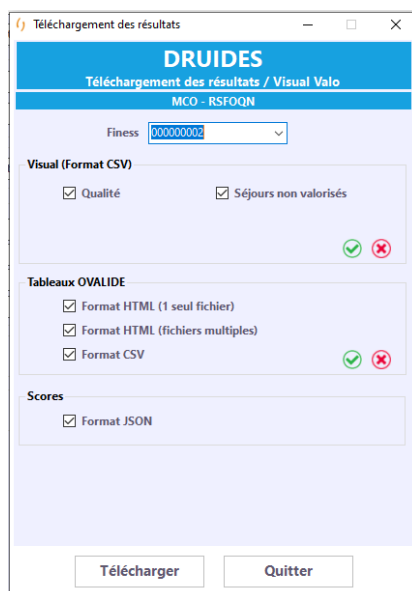 Téléchargement des résultats
DRUIDES
Téléchargement des résultats / Visual Valo
MCO - RSFOQN
Finess 000000002
Visual (Format CSV)
Qualité Séjours non valorisés
Tableaux OVALIDE
Format HTML (1 seul fichier)
Format HTML (fichiers multiples)
Format CSV
Scores
Format JSON
Télécharger Quitter